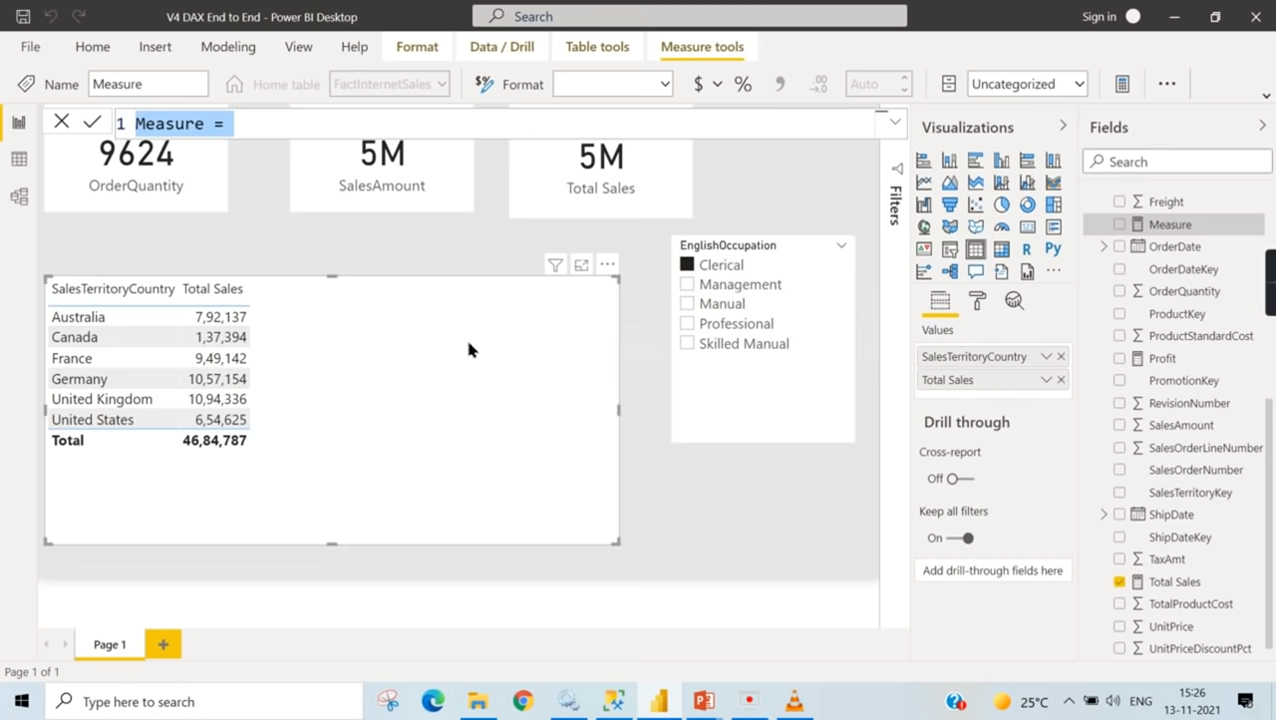 V4 DAX End to End - Power BI Desktop
Search
Sign in
File
Home
Insert
Modeling
View
Help
Format
Data / Drill
Table tools
Measure tools
Name
Measure
Home table
FactInternetSales
Format
$
%
Auto
Uncategorized
1 Measure =
9624
OrderQuantity
5M
SalesAmount
5M
Total Sales
SalesTerritoryCountry Total Sales
Australia 7,92,137
Canada 1,37,394
France 9,49,142
Germany 10,57,154
United Kingdom 10,94,336
United States 6,54,625
Total 46,84,787
EnglishOccupation
Clerical
Management
Manual
Professional
Skilled Manual
Filters
Visualizations
R
Py
Values
SalesTerritoryCountry
Total Sales
Drill through
Cross-report
Off
Keep all filters
On
Add drill-through fields here
Fields
Search
Freight
Measure
OrderDate
OrderDateKey
OrderQuantity
ProductKey
ProductStandardCost
Profit
PromotionKey
RevisionNumber
SalesAmount
SalesOrderLineNumber
SalesOrderNumber
SalesTerritoryKey
ShipDate
ShipDateKey
TaxAmt
Total Sales
TotalProductCost
UnitPrice
UnitPriceDiscountPct
Page 1
Page 1 of 1
Type here to search
25°C
ENG
15:26
13-11-2021